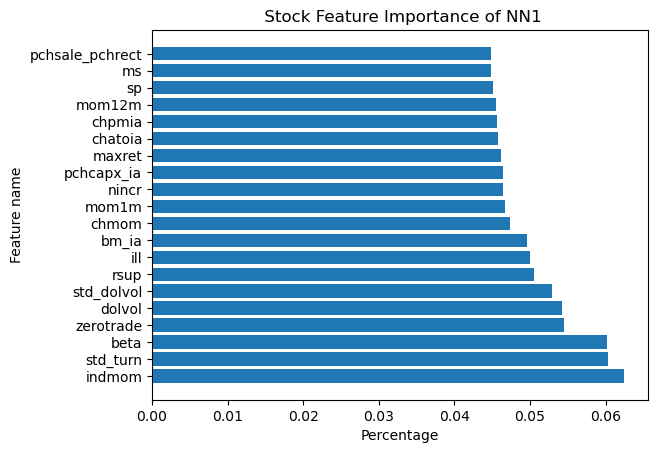 Stock Feature Importance of NN1
Feature name
pchsale_pchrect
ms
sp
mom12m
chpmia
chatoia
maxret
pchcapx_ia
nincr
mom1m
chmom
bm_ia
ill
rsup
std_dolvol
dolvol
zerotrade
beta
std_turn
indmom
0.00 0.01 0.02 0.03 0.04 0.05 0.06
Percentage